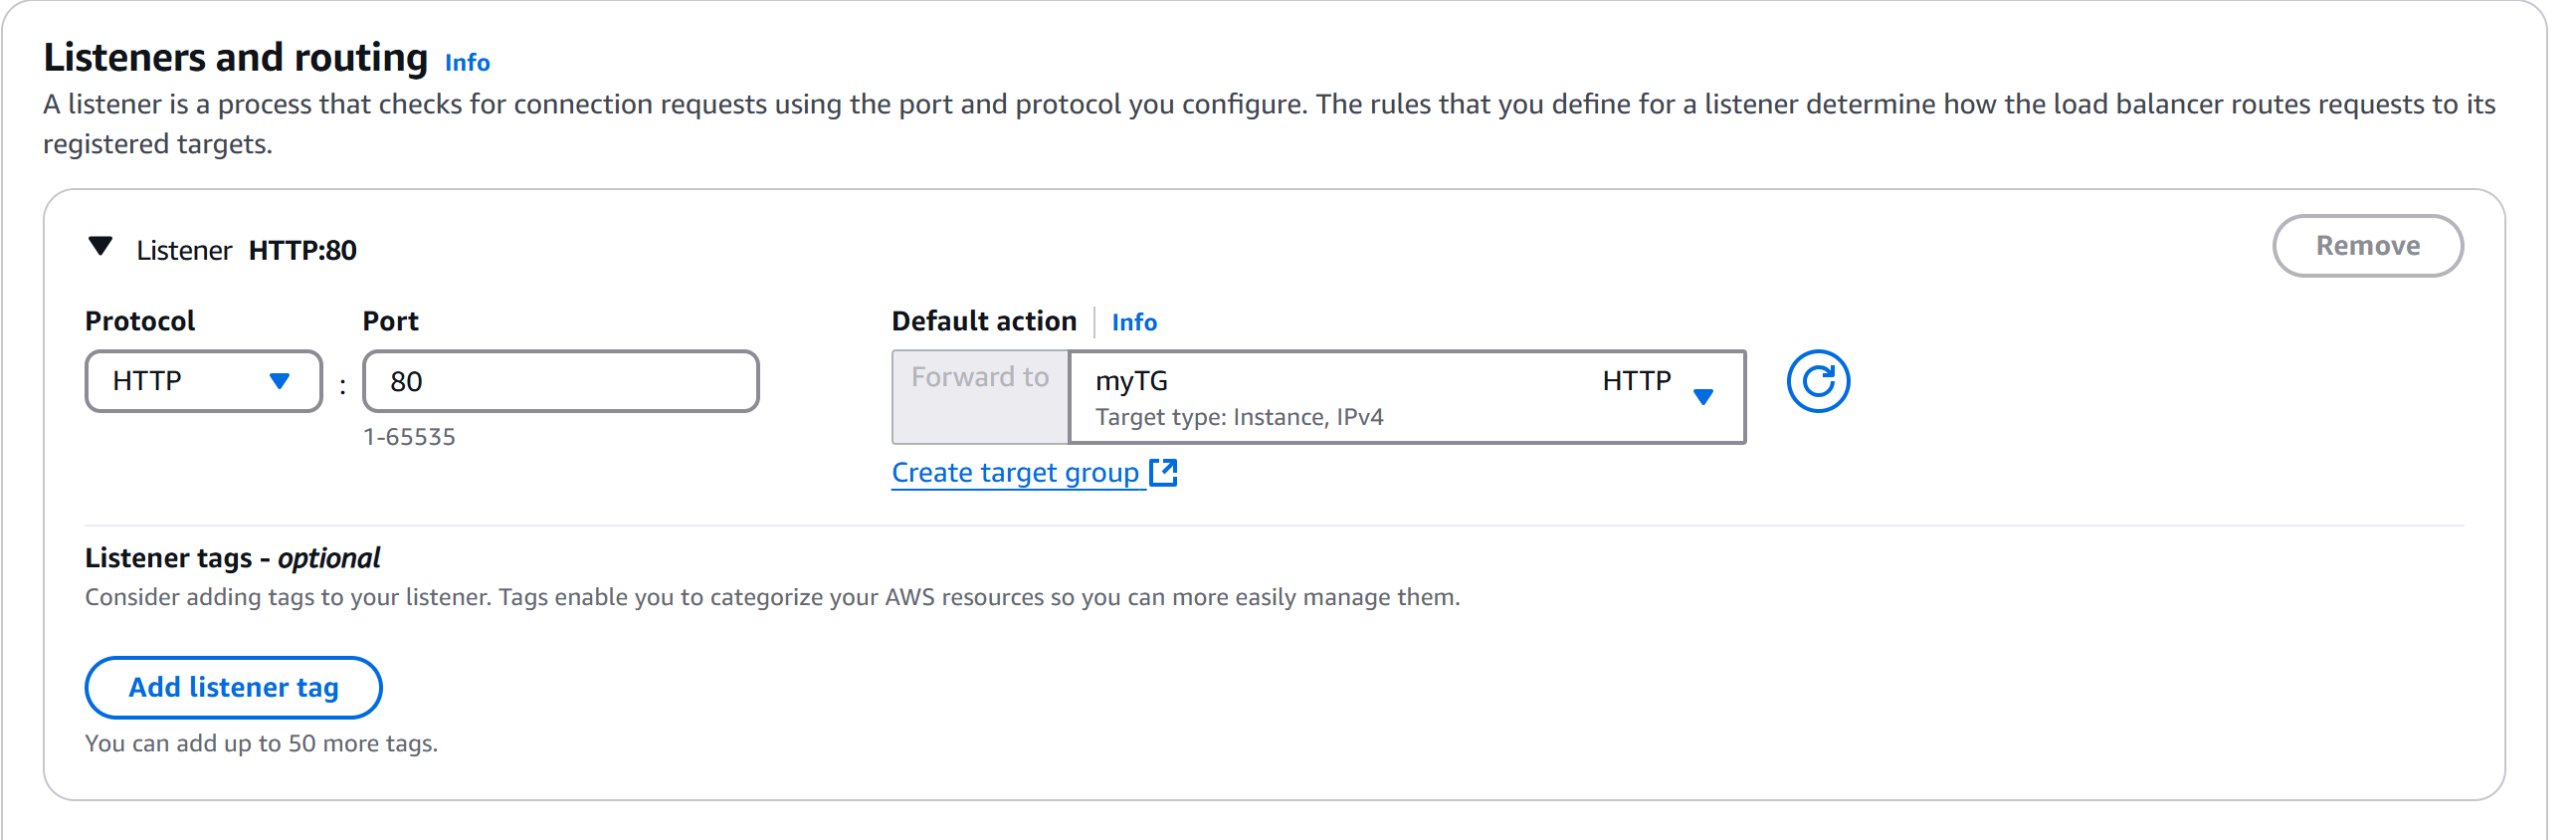 Listeners and routing Info
A listener is a process that checks for connection requests using the port and protocol you configure. The rules that you define for a listener determine how the load balancer routes requests to its
registered targets.
Listener HTTP:80
Remove
Protocol
Port
HTTP
:
80
1-65535
Default action
Info
Forward to
myTG
HTTP
Target type: Instance, IPv4
Create target group
Listener tags - optional
Consider adding tags to your listener. Tags enable you to categorize your AWS resources so you can more easily manage them.
Add listener tag
You can add up to 50 more tags.